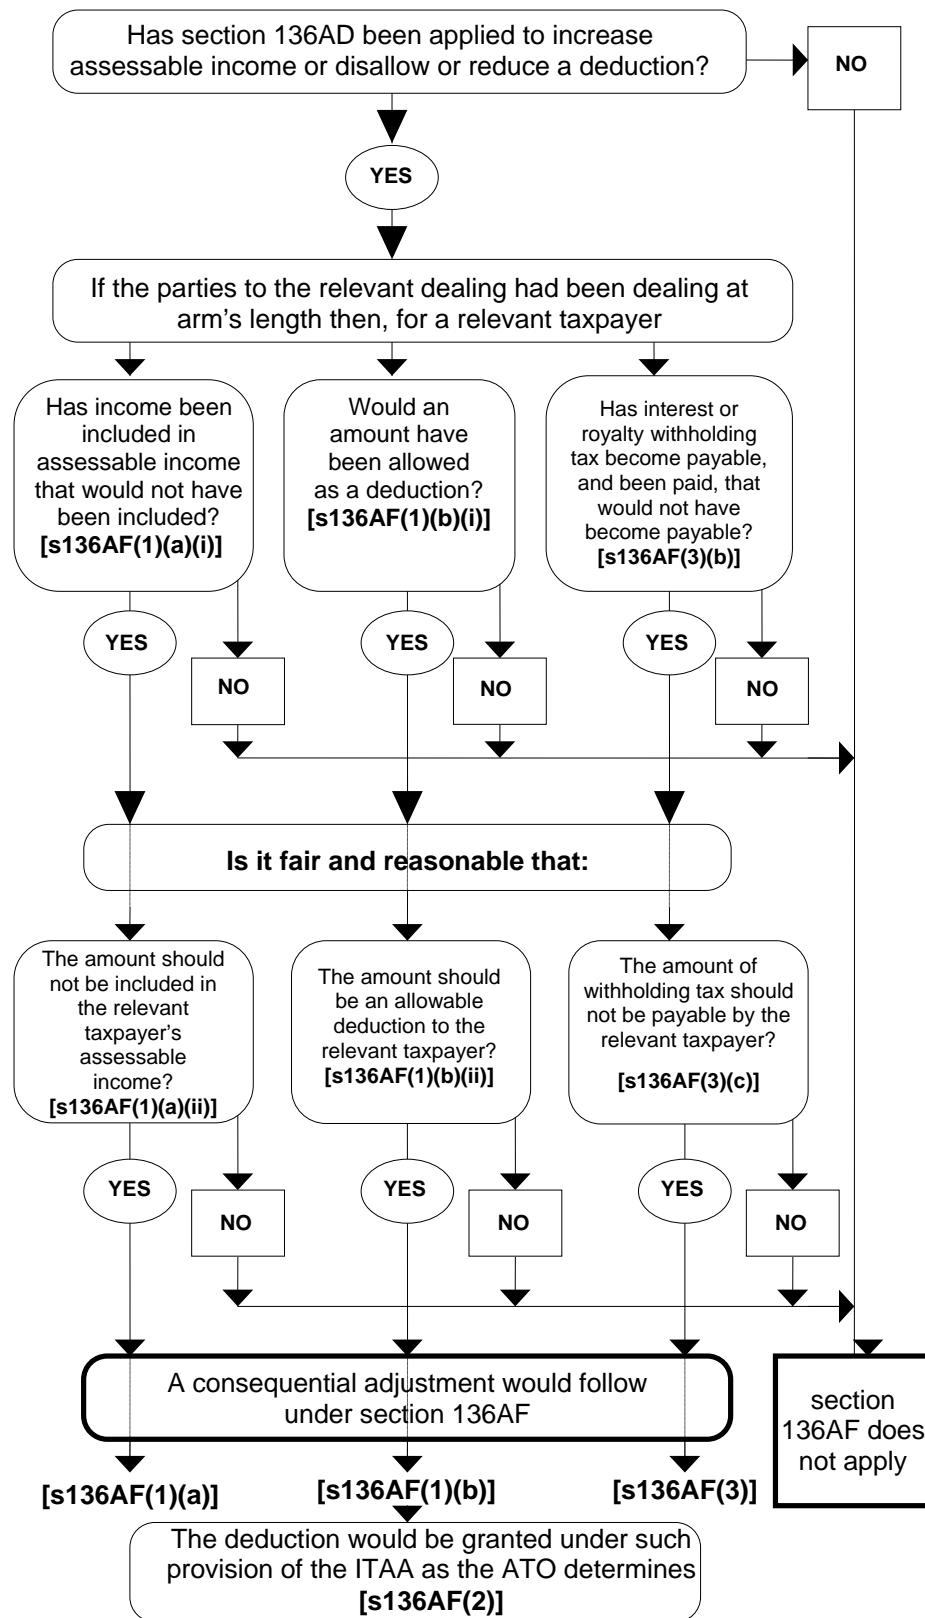 Has section 136AD been applied to increase
assessable income or disallow or reduce a deduction?
NO
YES
If the parties to the relevant dealing had been dealing at
arm's length then, for a relevant taxpayer
Has income been
included in
assessable income
that would not have
been included?
[s136AF(1)(a)(i)]
Would an
amount have
been allowed
as a deduction?
[s136AF(1)(b)(i)]
Has interest or
royalty withholding
tax become payable,
and been paid, that
would not have
become payable?
[s136AF(3)(b)]
YES
NO
YES
NO
YES
NO
Is it fair and reasonable that:
The amount should
not be included in
the relevant
taxpayer's
assessable
income?
[s136AF(1)(a)(ii)]
The amount should
be an allowable
deduction to the
relevant taxpayer?
[s136AF(1)(b)(ii)]
The amount of
withholding tax should
not be payable by the
relevant taxpayer?
[s136AF(3)(c)]
YES
NO
YES
NO
YES
NO
A consequential adjustment would follow
under section 136AF
section
136AF does
not apply
[s136AF(1)(a)]
[s136AF(1)(b)]
[s136AF(3)]
The deduction would be granted under such
provision of the ITAA as the ATO determines
[s136AF(2)]